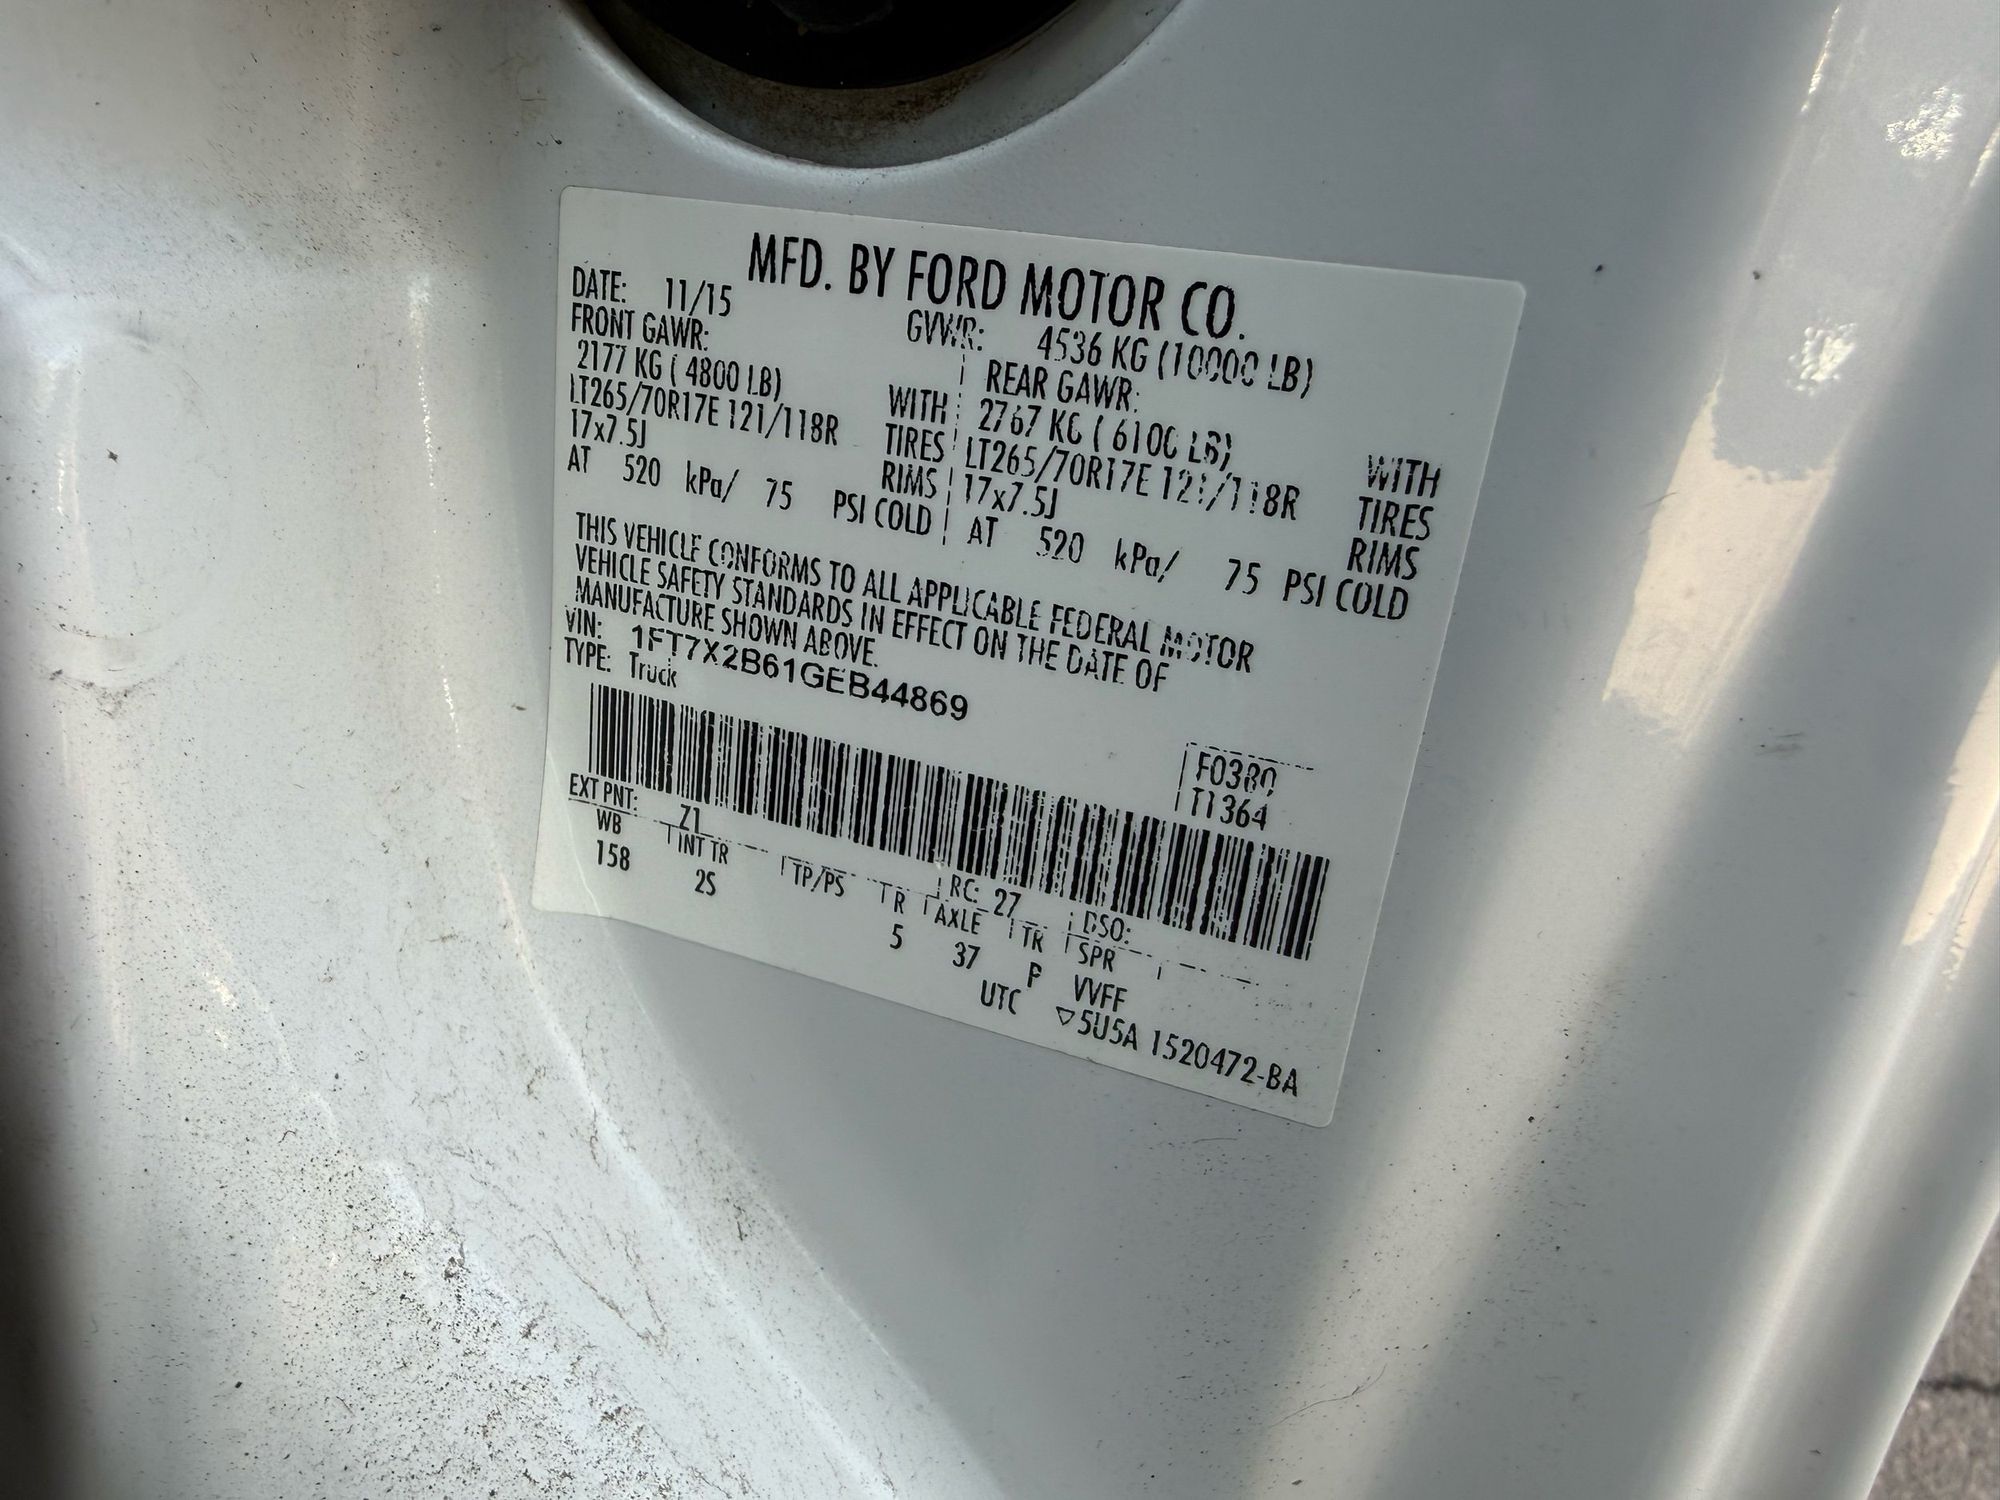 MFD. BY FORD MOTOR CO.
DATE: 11/15 GVWR: 4536 KG (10000 LB)
FRONT GAWR: REAR GAWR:
2177 KG ( 4800 LB) WITH 2767 KG ( 6100 LB) WITH
LT265/70R17E 121/118R TIRES LT265/70R17E 121/118R TIRES
17x7.5J RIMS 17x7.5J RIMS
AT 520 kPa/ 75 PSI COLD AT 520 kPa/ 75 PSI COLD
THIS VEHICLE CONFORMS TO ALL APPLICABLE FEDERAL MOTOR
VEHICLE SAFETY STANDARDS IN EFFECT ON THE DATE OF
MANUFACTURE SHOWN ABOVE.
VIN: 1FT7X2B61GEB44869
TYPE: Truck
F0380
T1364
EXT PNT: Z1 RC: 27 DSO:
WB INT TR TP/PS R AXLE TR SPR
158 2S 5 37 P VVFF
UTC ▽5U5A 1520472-BA